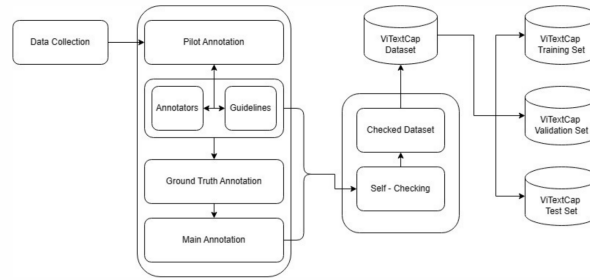 Data Collection
Pilot Annotation
Annotators
Guidelines
Ground Truth Annotation
Main Annotation
Checked Dataset
Self - Checking
ViTextCap
Dataset
ViTextCap
Training Set
ViTextCap
Validation Set
ViTextCap
Test Set